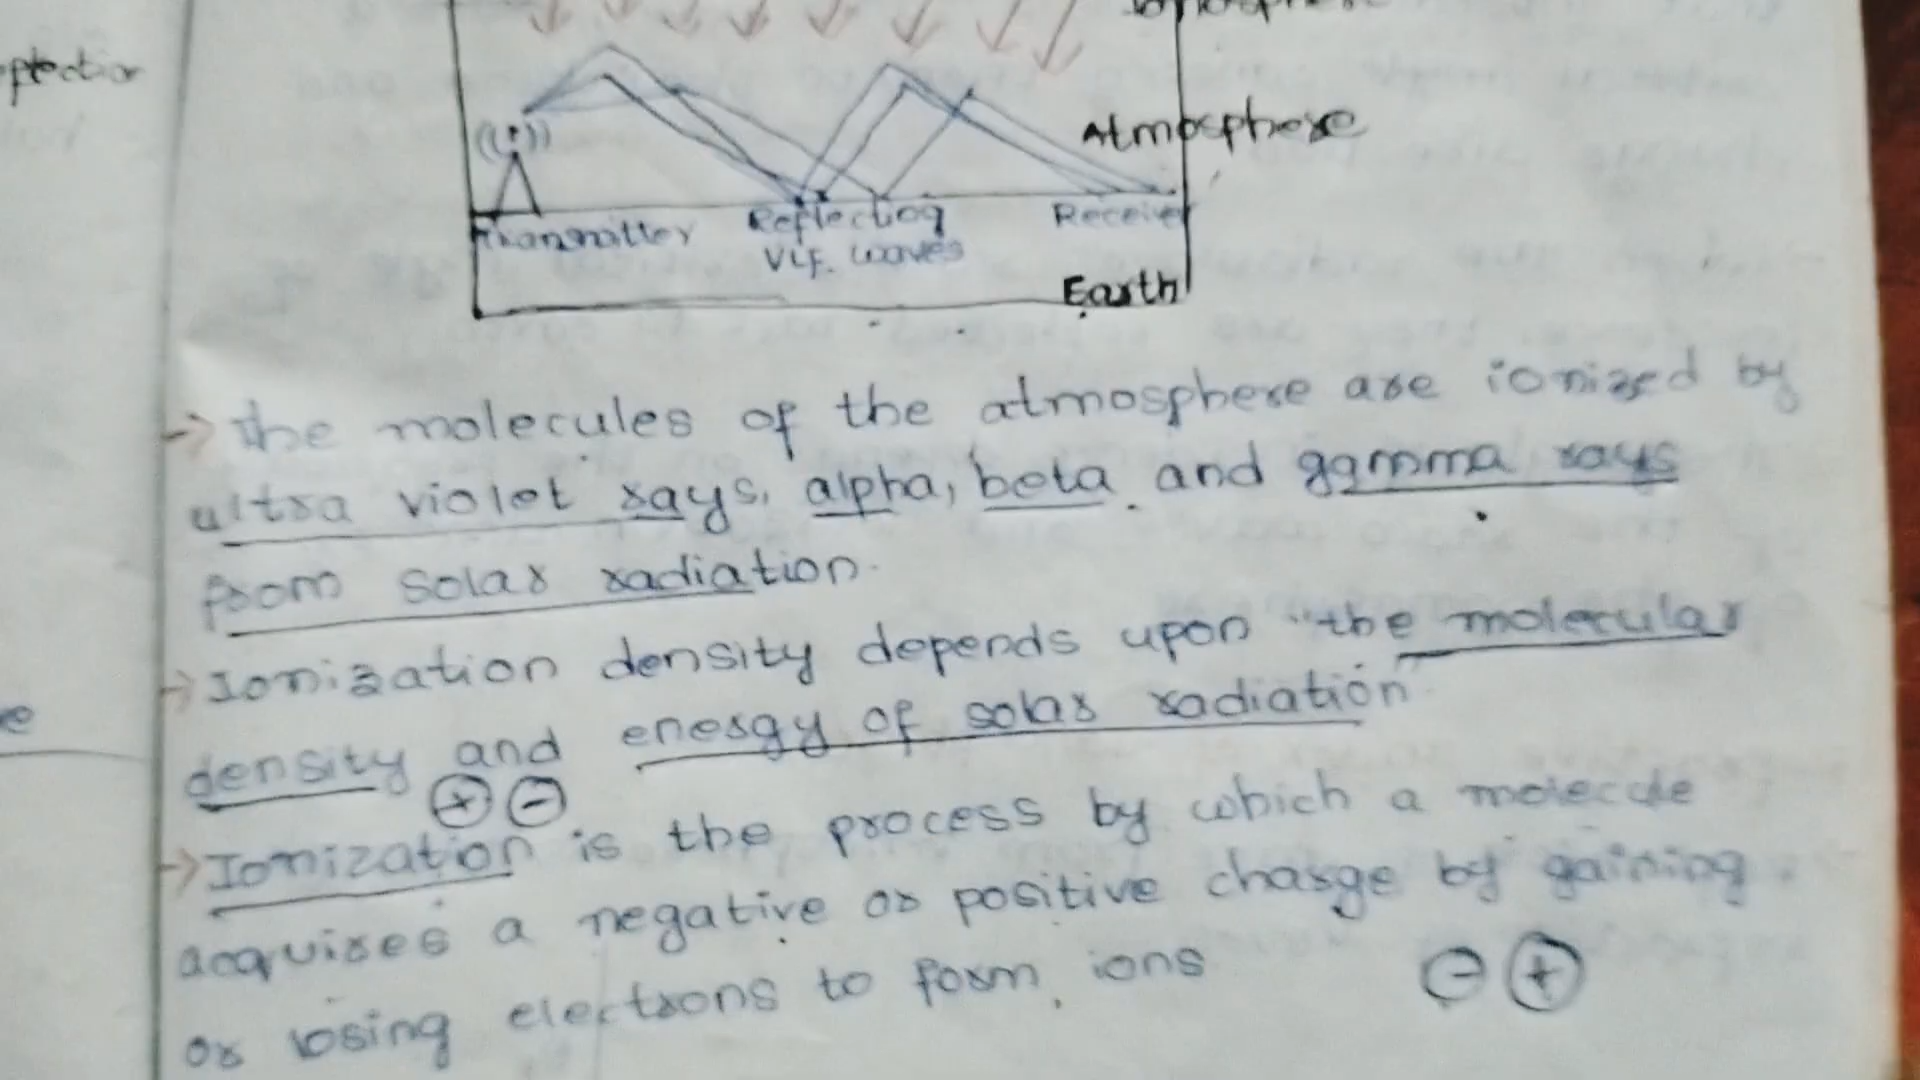 Atmosphere
Transmitter
Reflecting
VLF. waves
Receiver
Earth
→ the molecules of the atmosphere are ionized by
ultra violet rays, alpha, beta and gamma rays
from solar radiation.
→ Ionization density depends upon "the molecular
density and energy of solar radiation"
+ -
→ Ionization is the process by which a molecule
acquires a negative or positive charge by gaining
or losing electrons to form ions
- +